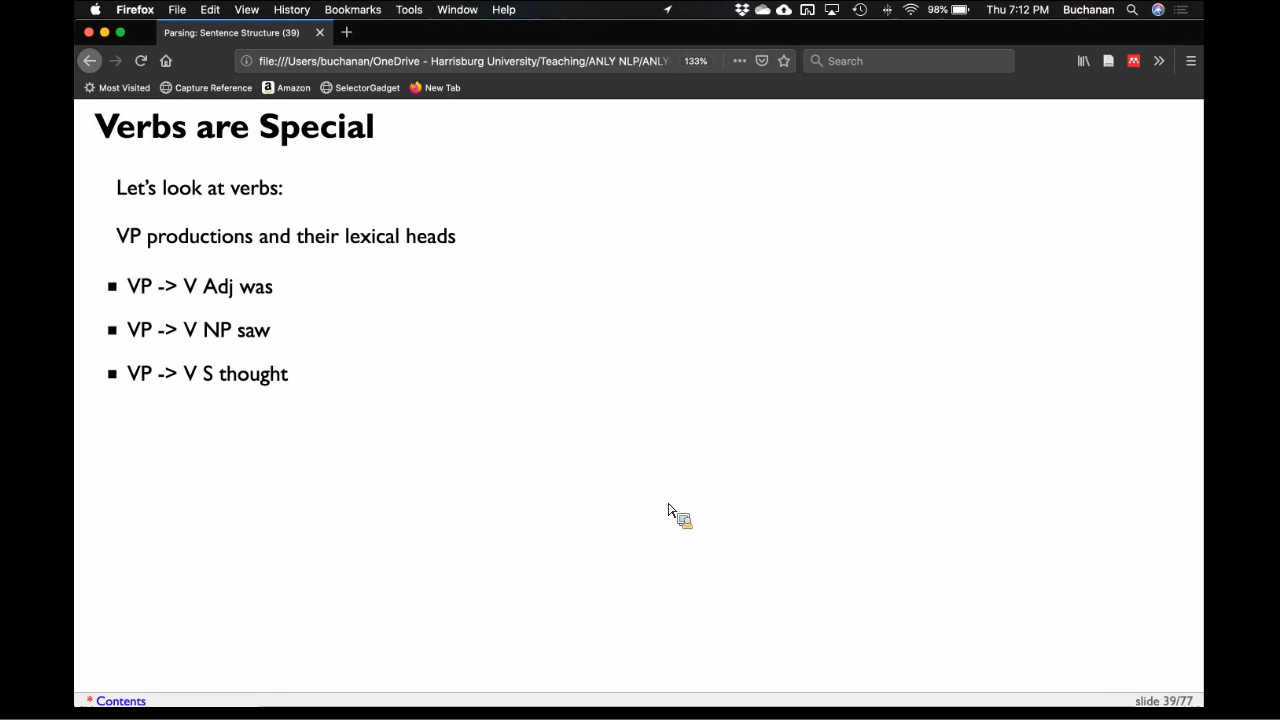 Firefox File Edit View History Bookmarks Tools Window Help 98% Thu 7:12 PM Buchanan
Parsing: Sentence Structure (39)
file:///Users/buchanan/OneDrive - Harrisburg University/Teaching/ANLY NLP/ANLY 133% Search
Most Visited Capture Reference Amazon SelectorGadget New Tab
Verbs are Special
Let's look at verbs:
VP productions and their lexical heads
■ VP -> V Adj was
■ VP -> V NP saw
■ VP -> V S thought
* Contents slide 39/77